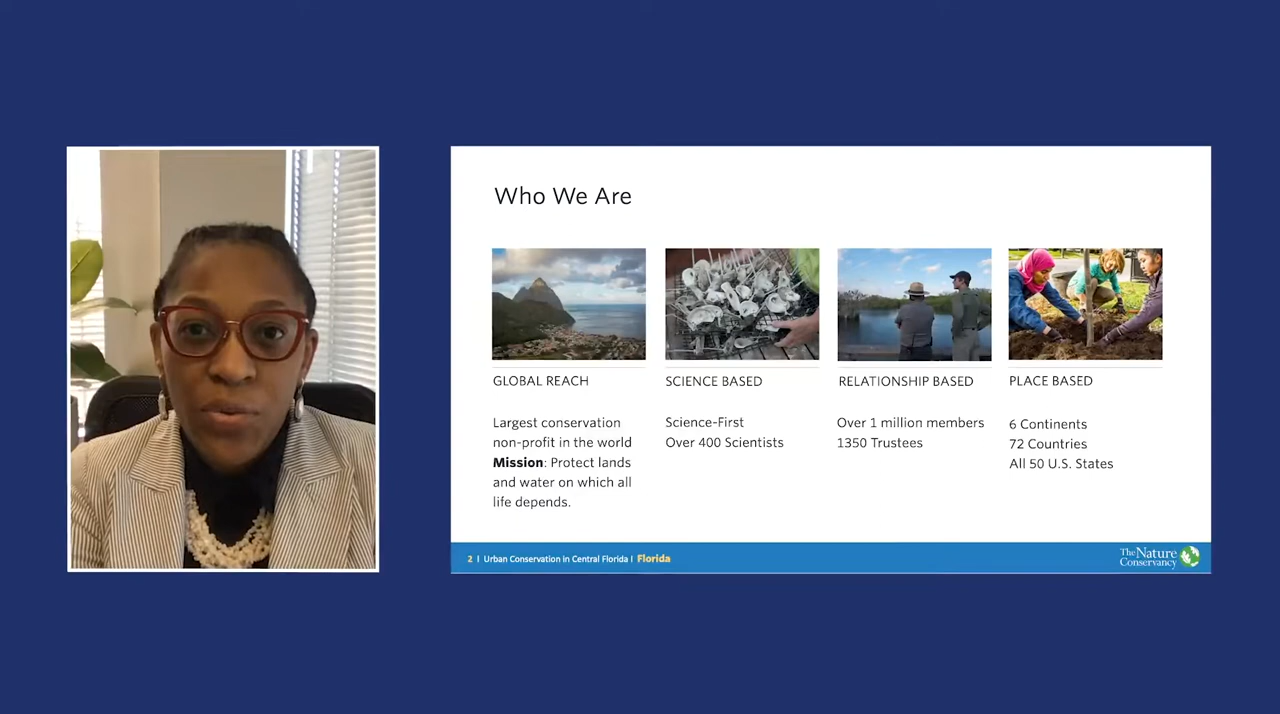 Who We Are
GLOBAL REACH
Largest conservation
non-profit in the world
Mission: Protect lands
and water on which all
life depends.
SCIENCE BASED
Science-First
Over 400 Scientists
RELATIONSHIP BASED
Over 1 million members
1350 Trustees
PLACE BASED
6 Continents
72 Countries
All 50 U.S. States
2 | Urban Conservation in Central Florida | Florida
The Nature
Conservancy